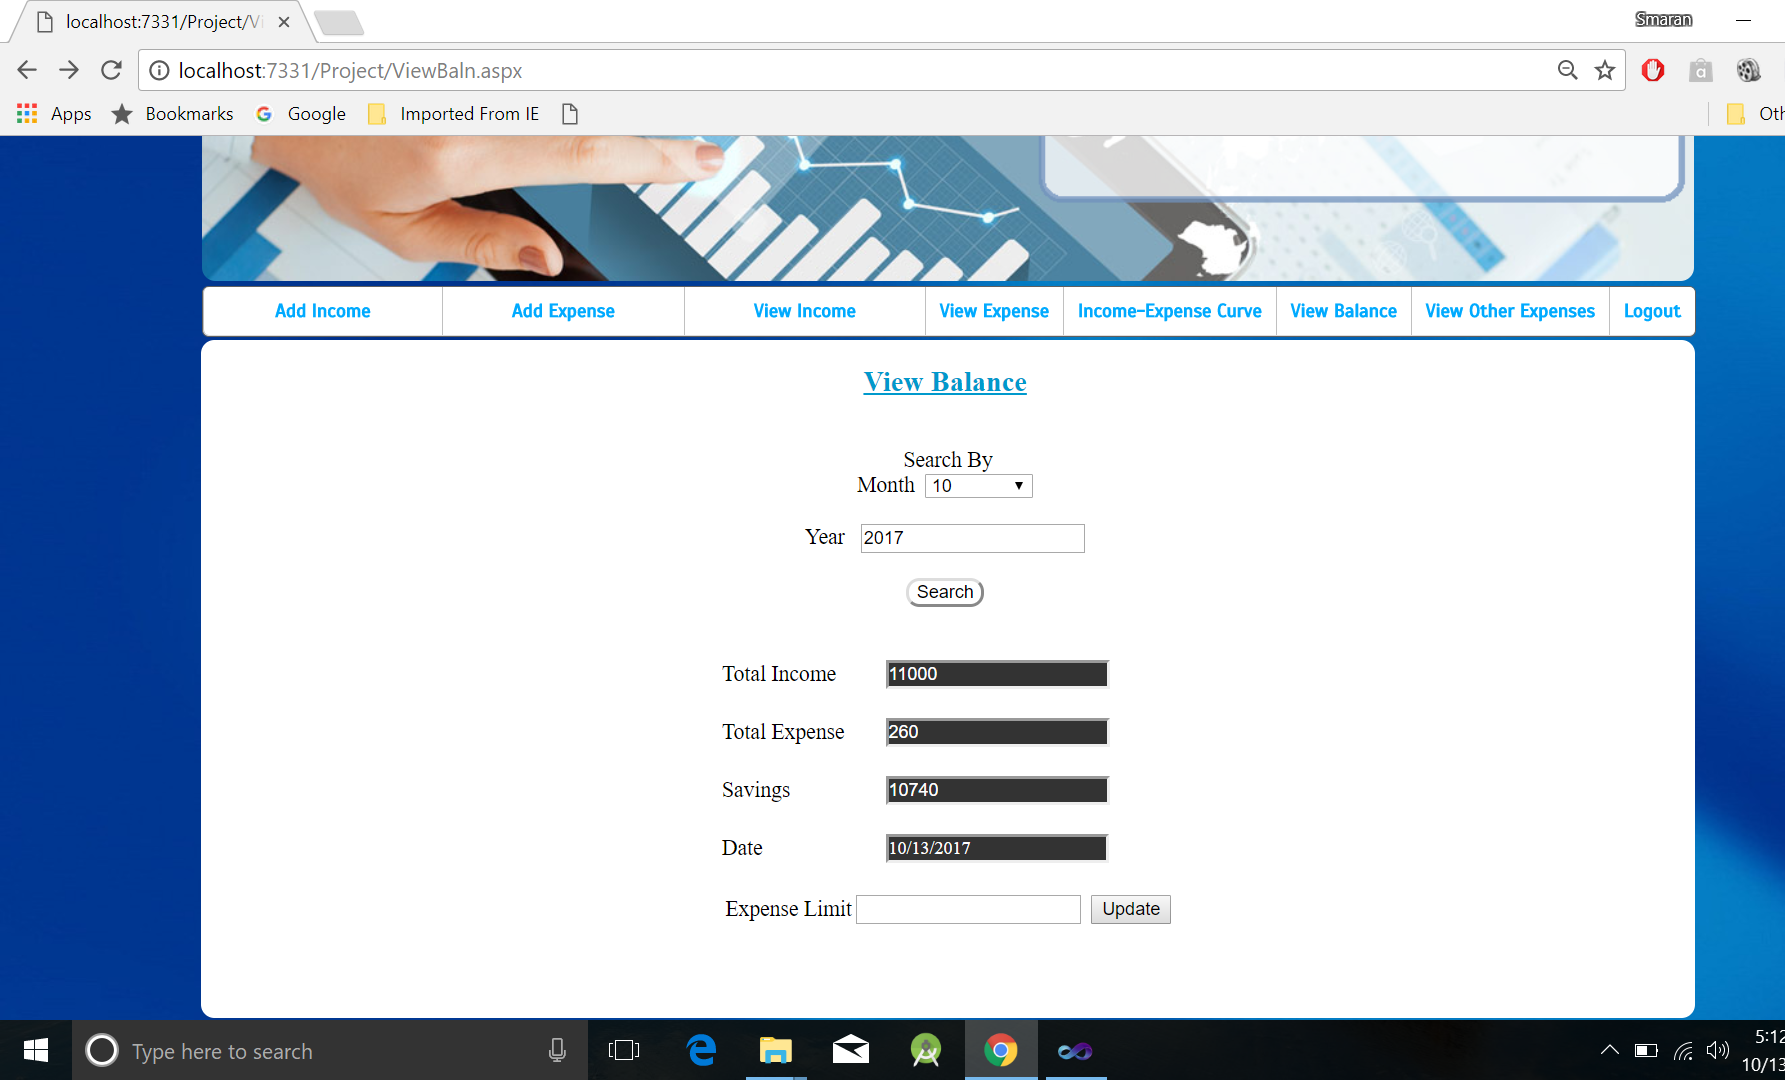 localhost:7331/Project/Vi
Smaran
localhost:7331/Project/ViewBaln.aspx
Apps Bookmarks Google Imported From IE Oth
Add Income View Expense Add Expense View Income Income-Expense Curve View Balance View Other Expenses Logout
View Balance
Search By
Month 10
Year 2017
Search
Total Income 11000
Total Expense 260
Savings 10740
Date 10/13/2017
Expense Limit Update
Type here to search
5:12
10/13